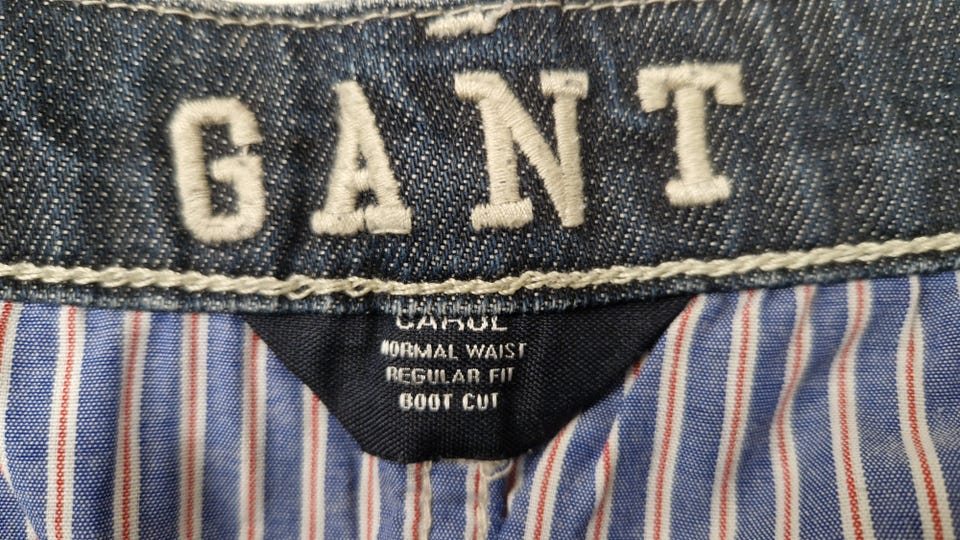 GANT
CAROL
NORMAL WAIST
REGULAR FIT
BOOT CUT